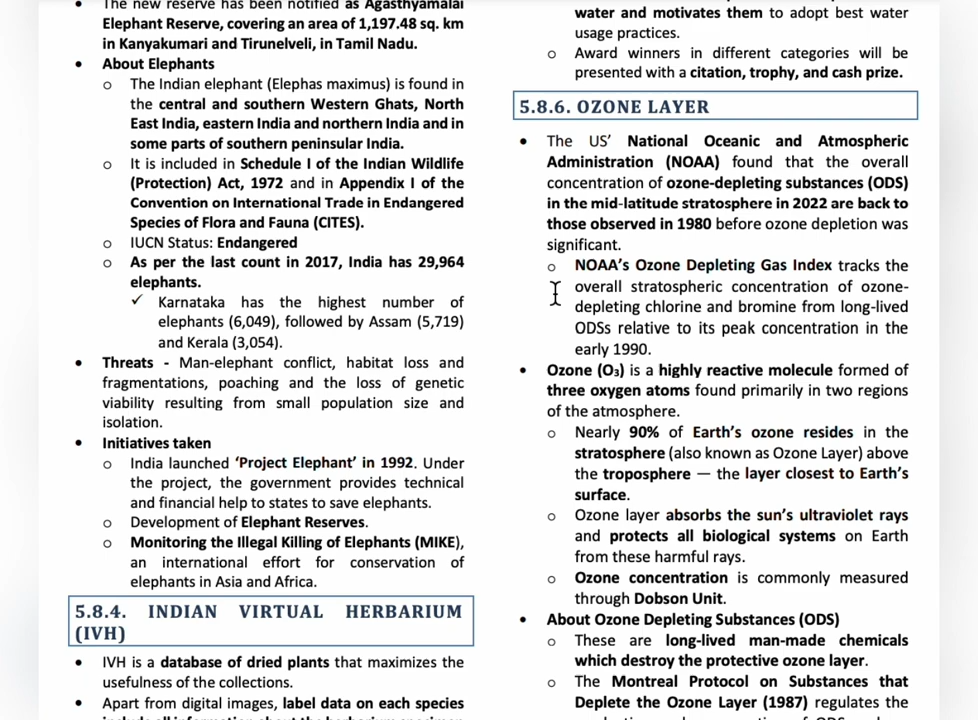 • The new reserve has been notified as Agasthyamalai
Elephant Reserve, covering an area of 1,197.48 sq. km
in Kanyakumari and Tirunelveli, in Tamil Nadu.
• About Elephants
o The Indian elephant (Elephas maximus) is found in
the central and southern Western Ghats, North
East India, eastern India and northern India and in
some parts of southern peninsular India.
o It is included in Schedule I of the Indian Wildlife
(Protection) Act, 1972 and in Appendix I of the
Convention on International Trade in Endangered
Species of Flora and Fauna (CITES).
o IUCN Status: Endangered
o As per the last count in 2017, India has 29,964
elephants.
✓ Karnataka has the highest number of
elephants (6,049), followed by Assam (5,719)
and Kerala (3,054).
• Threats - Man-elephant conflict, habitat loss and
fragmentations, poaching and the loss of genetic
viability resulting from small population size and
isolation.
• Initiatives taken
o India launched ‘Project Elephant’ in 1992. Under
the project, the government provides technical
and financial help to states to save elephants.
o Development of Elephant Reserves.
o Monitoring the Illegal Killing of Elephants (MIKE),
an international effort for conservation of
elephants in Asia and Africa.
5.8.4. INDIAN VIRTUAL HERBARIUM
(IVH)
• IVH is a database of dried plants that maximizes the
usefulness of the collections.
• Apart from digital images, label data on each species
include all information about the herbarium specimen
water and motivates them to adopt best water
usage practices.
o Award winners in different categories will be
presented with a citation, trophy, and cash prize.
5.8.6. OZONE LAYER
• The US’ National Oceanic and Atmospheric
Administration (NOAA) found that the overall
concentration of ozone-depleting substances (ODS)
in the mid-latitude stratosphere in 2022 are back to
those observed in 1980 before ozone depletion was
significant.
o NOAA’s Ozone Depleting Gas Index tracks the
overall stratospheric concentration of ozone-
depleting chlorine and bromine from long-lived
ODSs relative to its peak concentration in the
early 1990.
• Ozone (O₃) is a highly reactive molecule formed of
three oxygen atoms found primarily in two regions
of the atmosphere.
o Nearly 90% of Earth’s ozone resides in the
stratosphere (also known as Ozone Layer) above
the troposphere — the layer closest to Earth’s
surface.
o Ozone layer absorbs the sun’s ultraviolet rays
and protects all biological systems on Earth
from these harmful rays.
o Ozone concentration is commonly measured
through Dobson Unit.
• About Ozone Depleting Substances (ODS)
o These are long-lived man-made chemicals
which destroy the protective ozone layer.
o The Montreal Protocol on Substances that
Deplete the Ozone Layer (1987) regulates the